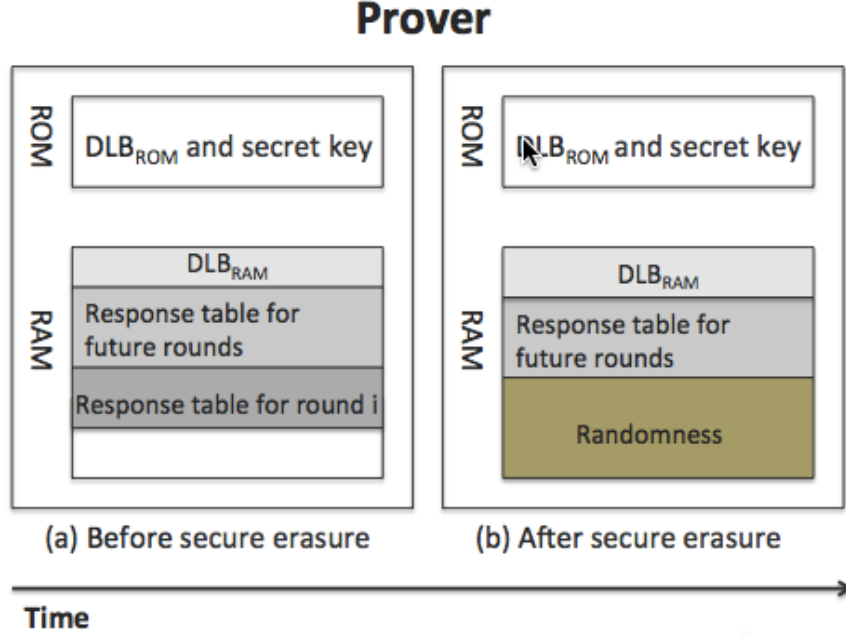 Prover
ROM
DLBROM and secret key
RAM
DLBRAM
Response table for
future rounds
Response table for round i
(a) Before secure erasure
ROM
DLBROM and secret key
RAM
DLBRAM
Response table for
future rounds
Randomness
(b) After secure erasure
Time